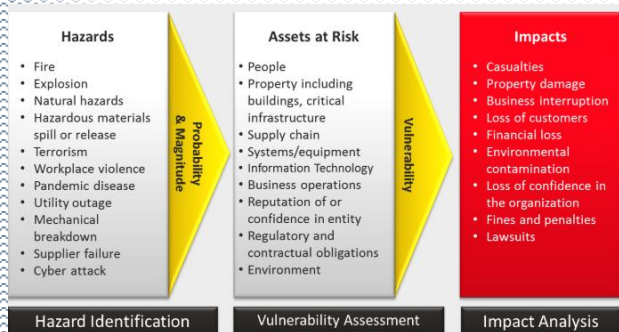 Hazards
• Fire
• Explosion
• Natural hazards
• Hazardous materials
spill or release
• Terrorism
• Workplace violence
• Pandemic disease
• Utility outage
• Mechanical
breakdown
• Supplier failure
• Cyber attack
Probability
& Magnitude
Assets at Risk
• People
• Property including
buildings, critical
infrastructure
• Supply chain
• Systems/equipment
• Information Technology
• Business operations
• Reputation of or
confidence in entity
• Regulatory and
contractual obligations
• Environment
Vulnerability
Impacts
• Casualties
• Property damage
• Business interruption
• Loss of customers
• Financial loss
• Environmental
contamination
• Loss of confidence in
the organization
• Fines and penalties
• Lawsuits
Hazard Identification
Vulnerability Assessment
Impact Analysis